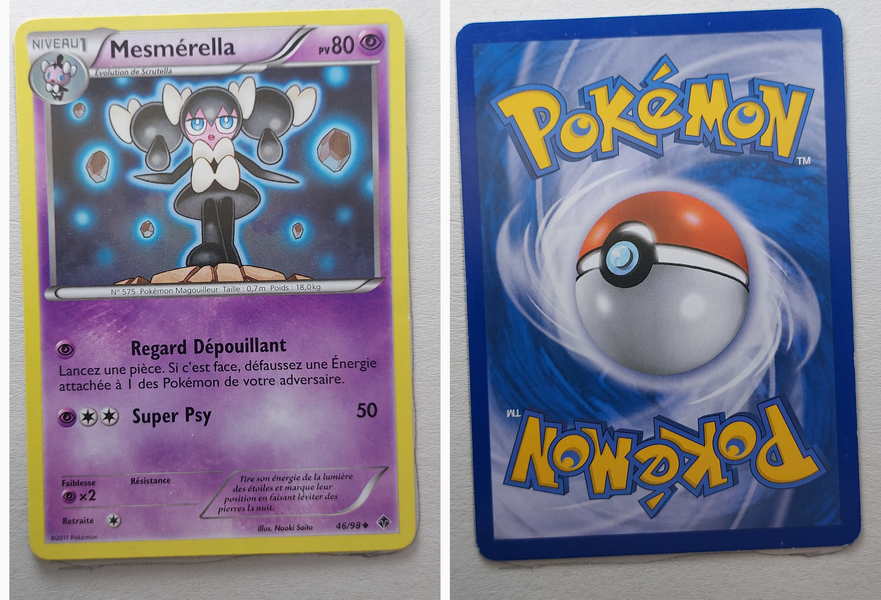 NIVEAU 1
Mesmérella
PV 80
Évolution de Scrutella
N° 575 Pokémon Magouilleur Taille : 0,7 m Poids : 18,0 kg
Regard Dépouillant
Lancez une pièce. Si c'est face, défaussez une Énergie
attachée à 1 des Pokémon de votre adversaire.
Super Psy 50
Faiblesse
×2
Résistance
Retraite
Tire son énergie de la lumière
des étoiles et marque leur
position en faisant léviter des
pierres la nuit.
Illus. Naoki Saito
46/98
©2011 Pokémon
POKéMON
TM
POKéMON
TM